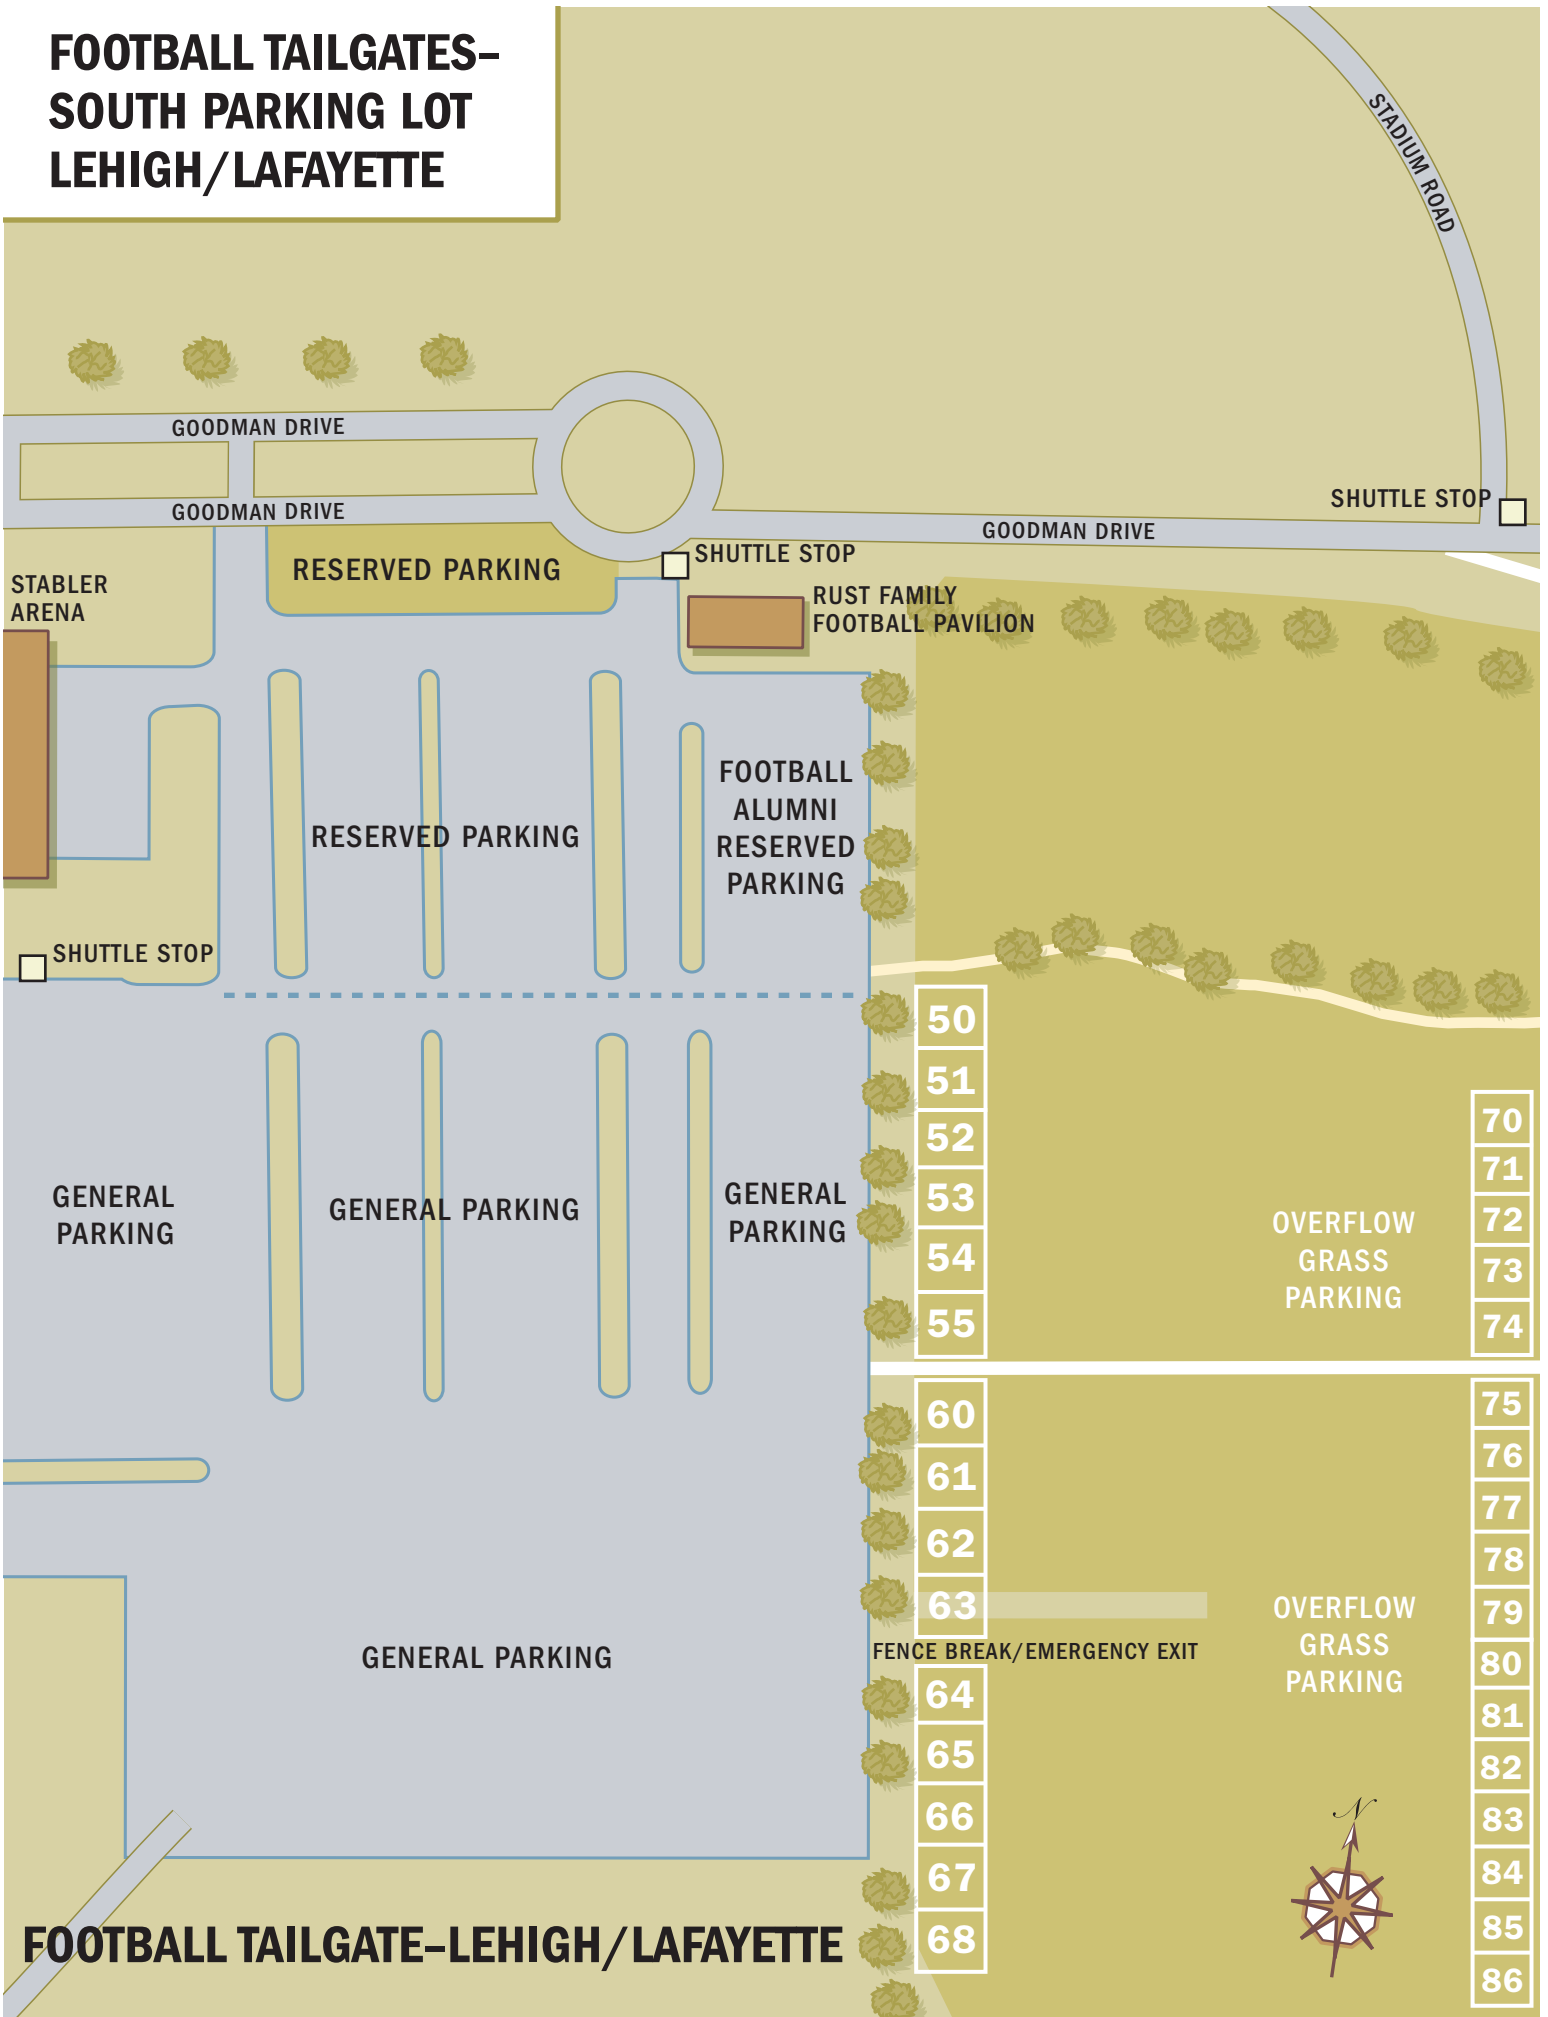 FOOTBALL TAILGATES–
SOUTH PARKING LOT
LEHIGH/LAFAYETTE
STADIUM ROAD
GOODMAN DRIVE
GOODMAN DRIVE
SHUTTLE STOP
GOODMAN DRIVE
SHUTTLE STOP
RESERVED PARKING
STABLER
ARENA
RUST FAMILY
FOOTBALL PAVILION
FOOTBALL
ALUMNI
RESERVED
PARKING
RESERVED PARKING
SHUTTLE STOP
50
51
52
53
54
55
70
71
72
73
74
GENERAL
PARKING
GENERAL PARKING
GENERAL
PARKING
OVERFLOW
GRASS
PARKING
60
61
62
63
FENCE BREAK/EMERGENCY EXIT
64
65
66
67
68
75
76
77
78
79
80
81
82
83
84
85
86
OVERFLOW
GRASS
PARKING
GENERAL PARKING
N
FOOTBALL TAILGATE–LEHIGH/LAFAYETTE